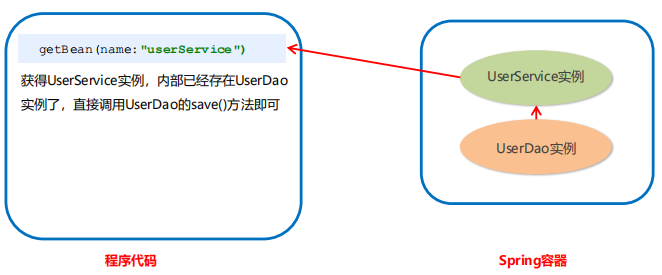 getBean(name:"userService")
获得UserService实例，内部已经存在UserDao
实例了，直接调用UserDao的save()方法即可
UserService实例
UserDao实例
程序代码
Spring容器